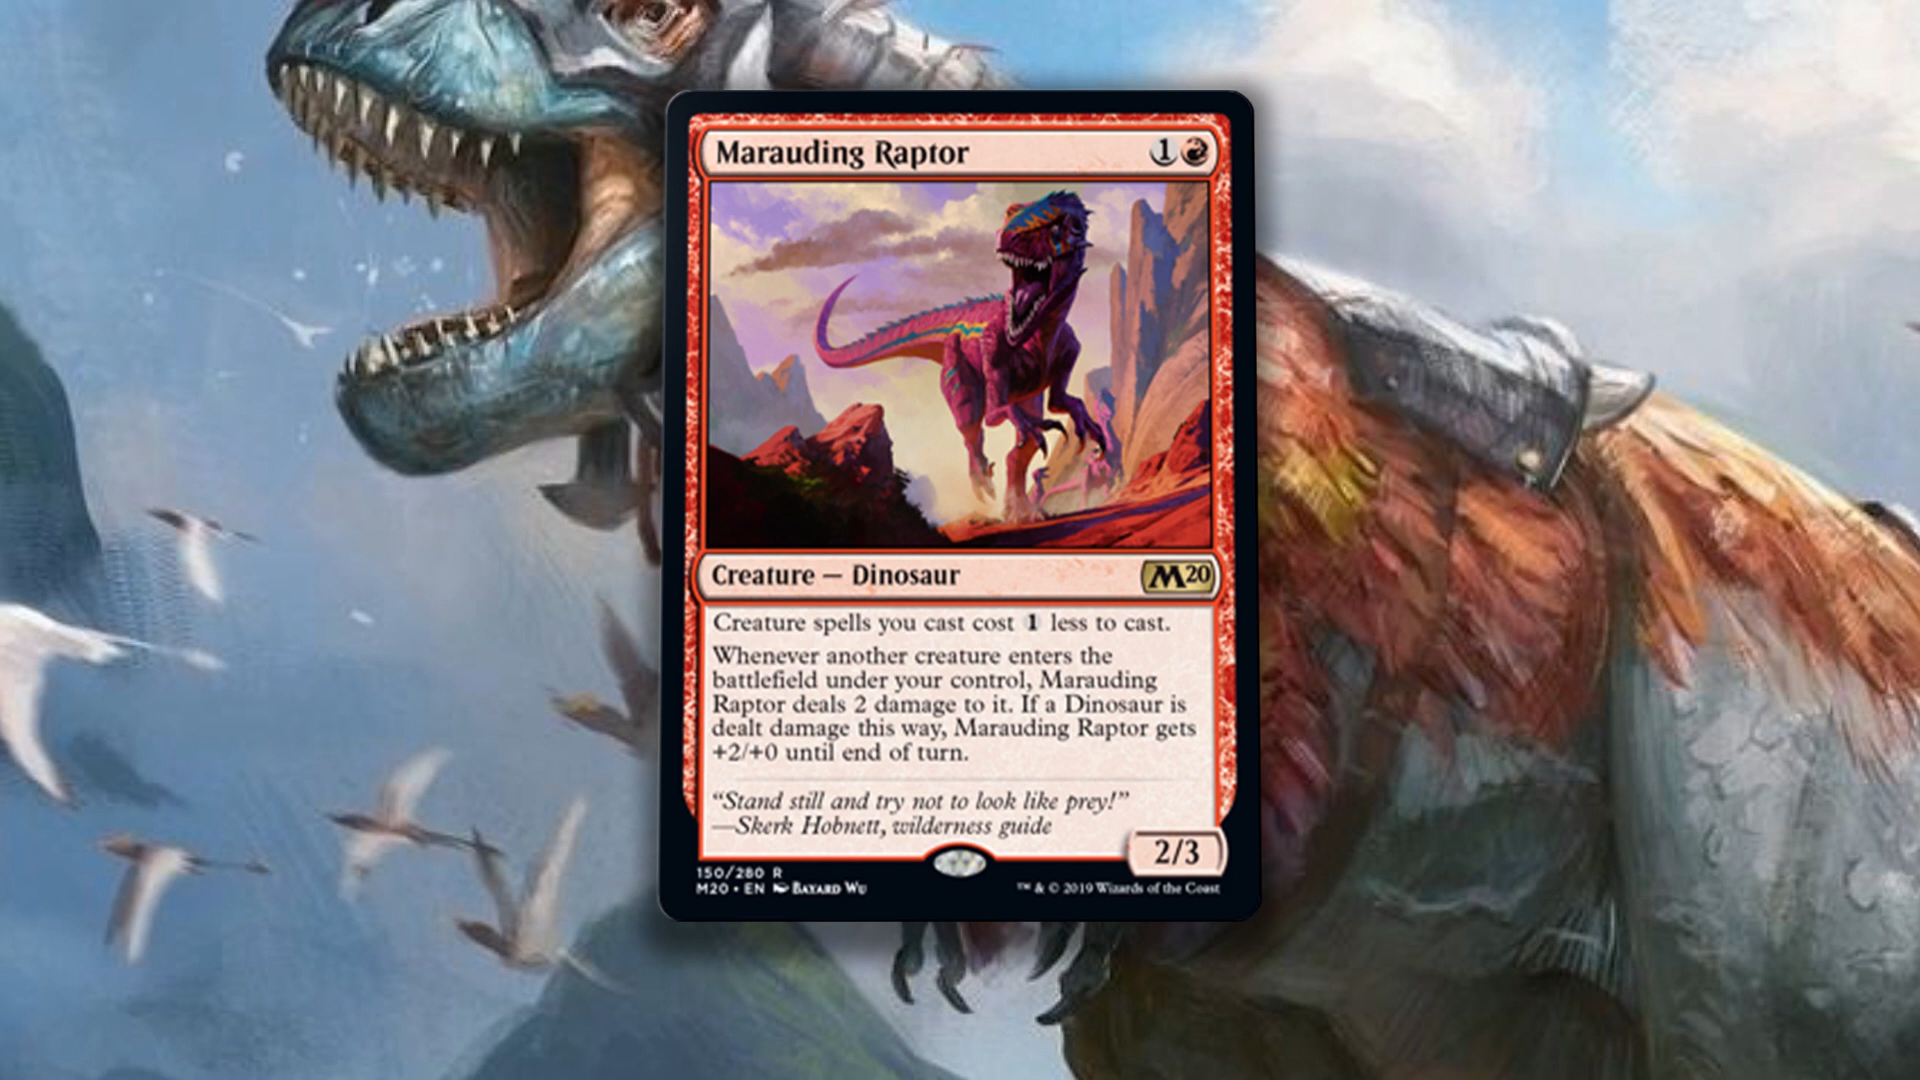 Marauding Raptor 1
Creature — Dinosaur M20
Creature spells you cast cost 1 less to cast.
Whenever another creature enters the
battlefield under your control, Marauding
Raptor deals 2 damage to it. If a Dinosaur is
dealt damage this way, Marauding Raptor gets
+2/+0 until end of turn.
“Stand still and try not to look like prey!”
—Skerk Hobnett, wilderness guide
2/3
150/280 R
M20 • EN Bayard Wu
™ & © 2019 Wizards of the Coast